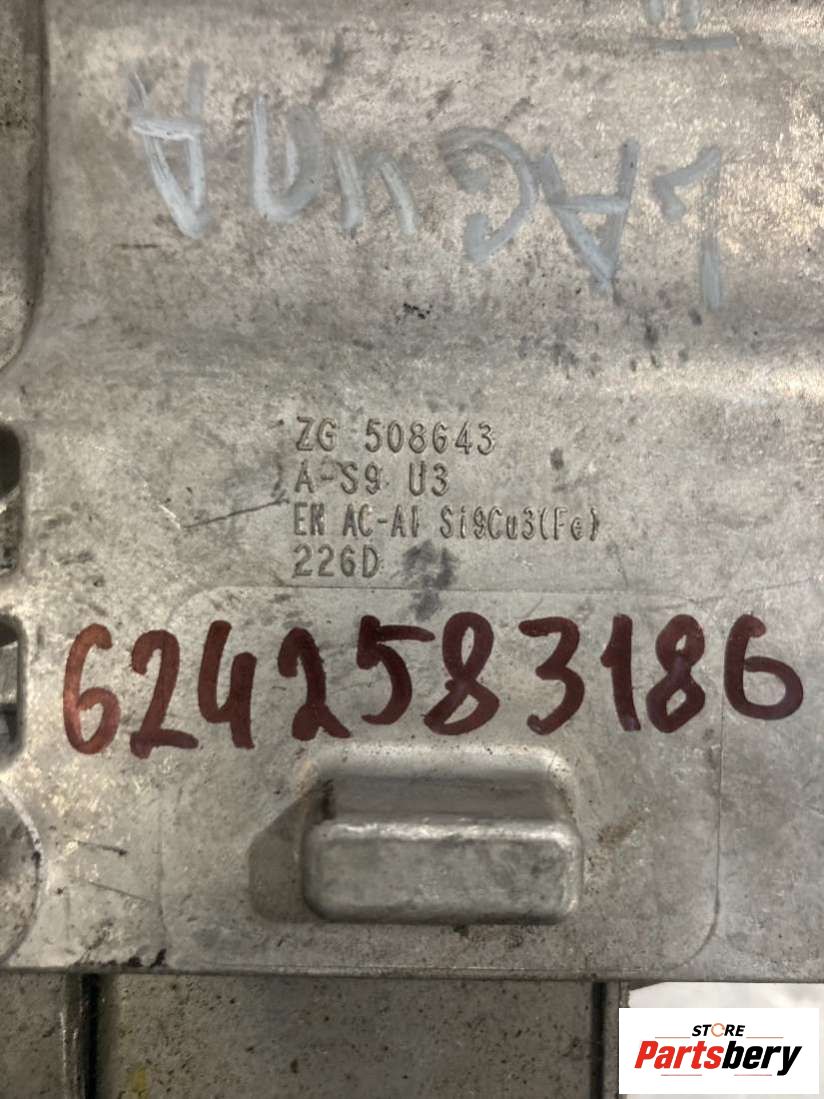 LAGUNA
ZG 508643
A-S9 U3
EN AC-Al Si9Cu3(Fe)
226D
6242583186
STORE
Partsbery